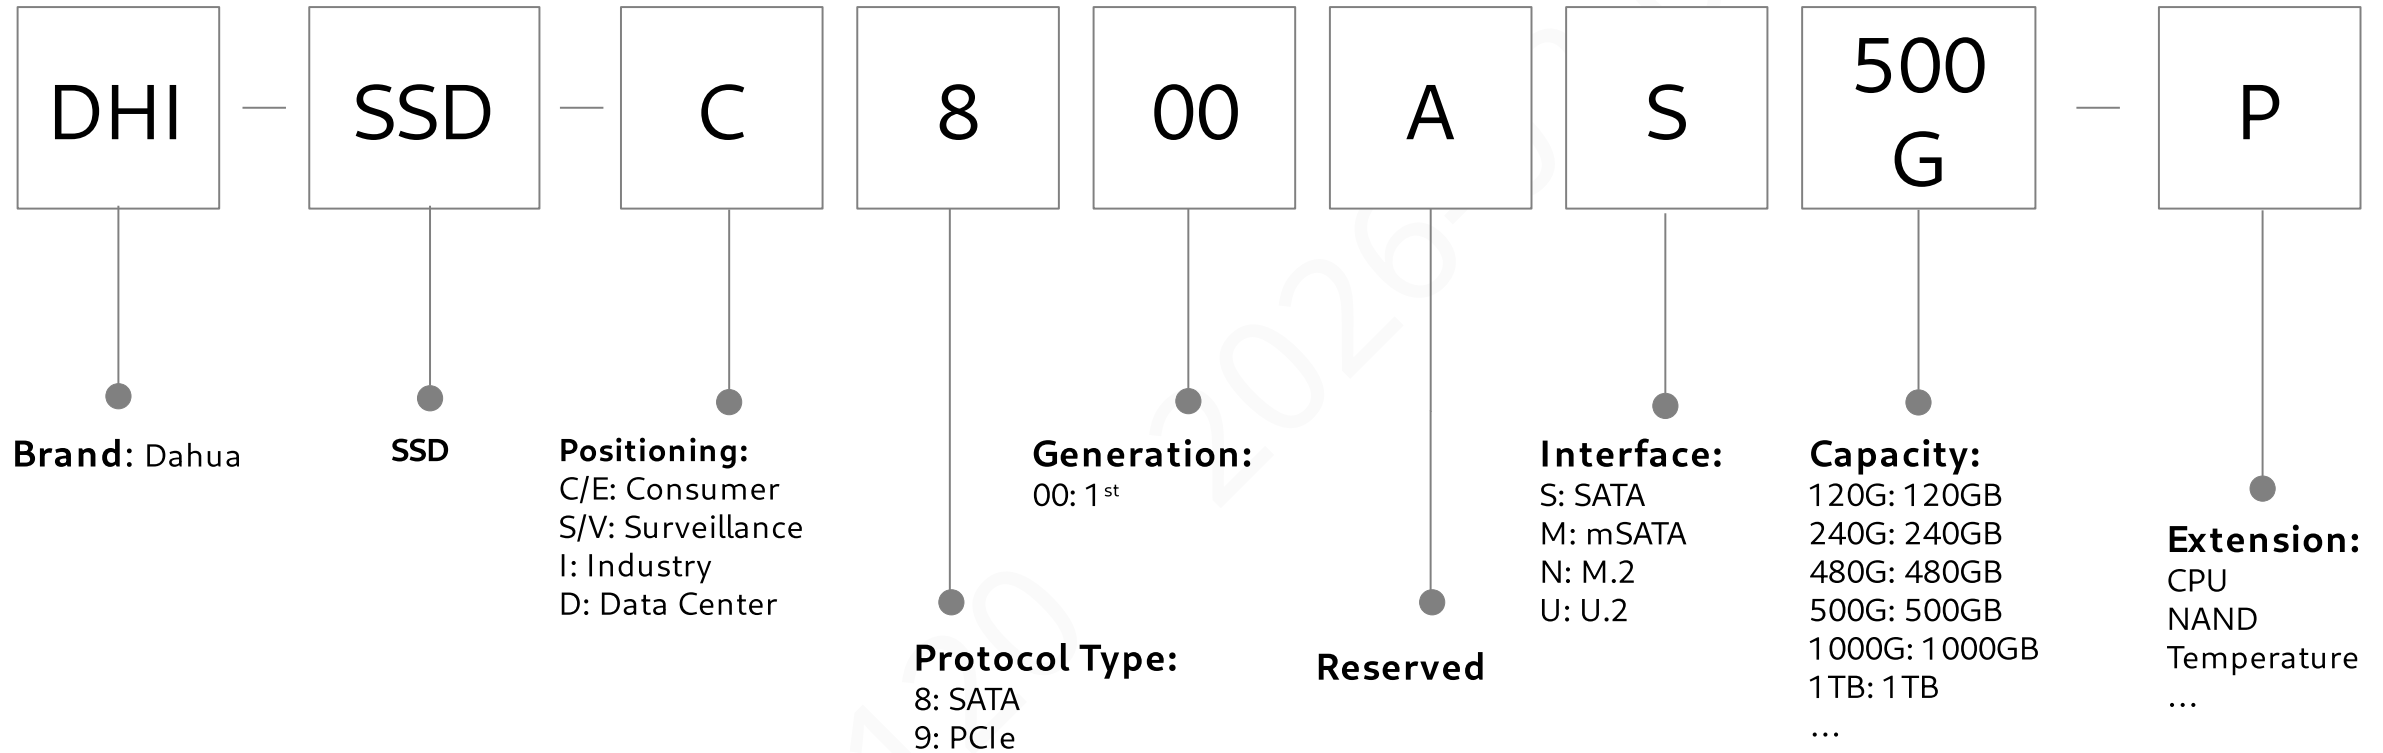 DHI — SSD — C 8 00 A S 500 G — P
Brand: Dahua
SSD
Positioning:
C/E: Consumer
S/V: Surveillance
I: Industry
D: Data Center
Protocol Type:
8: SATA
9: PCIe
Generation:
00: 1st
Reserved
Interface:
S: SATA
M: mSATA
N: M.2
U: U.2
Capacity:
120G: 120GB
240G: 240GB
480G: 480GB
500G: 500GB
1000G: 1000GB
1TB: 1TB
...
Extension:
CPU
NAND
Temperature
...